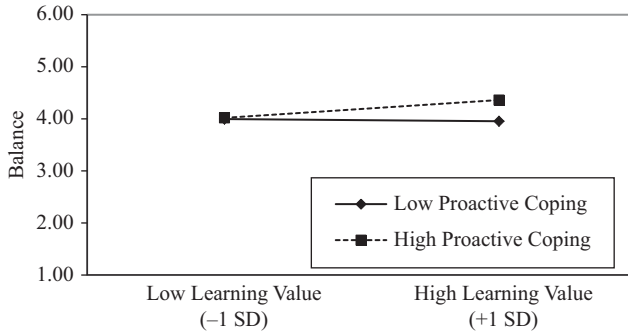 6.00
5.00
4.00
3.00
2.00
1.00
Balance
Low Proactive Coping
High Proactive Coping
Low Learning Value
(–1 SD)
High Learning Value
(+1 SD)